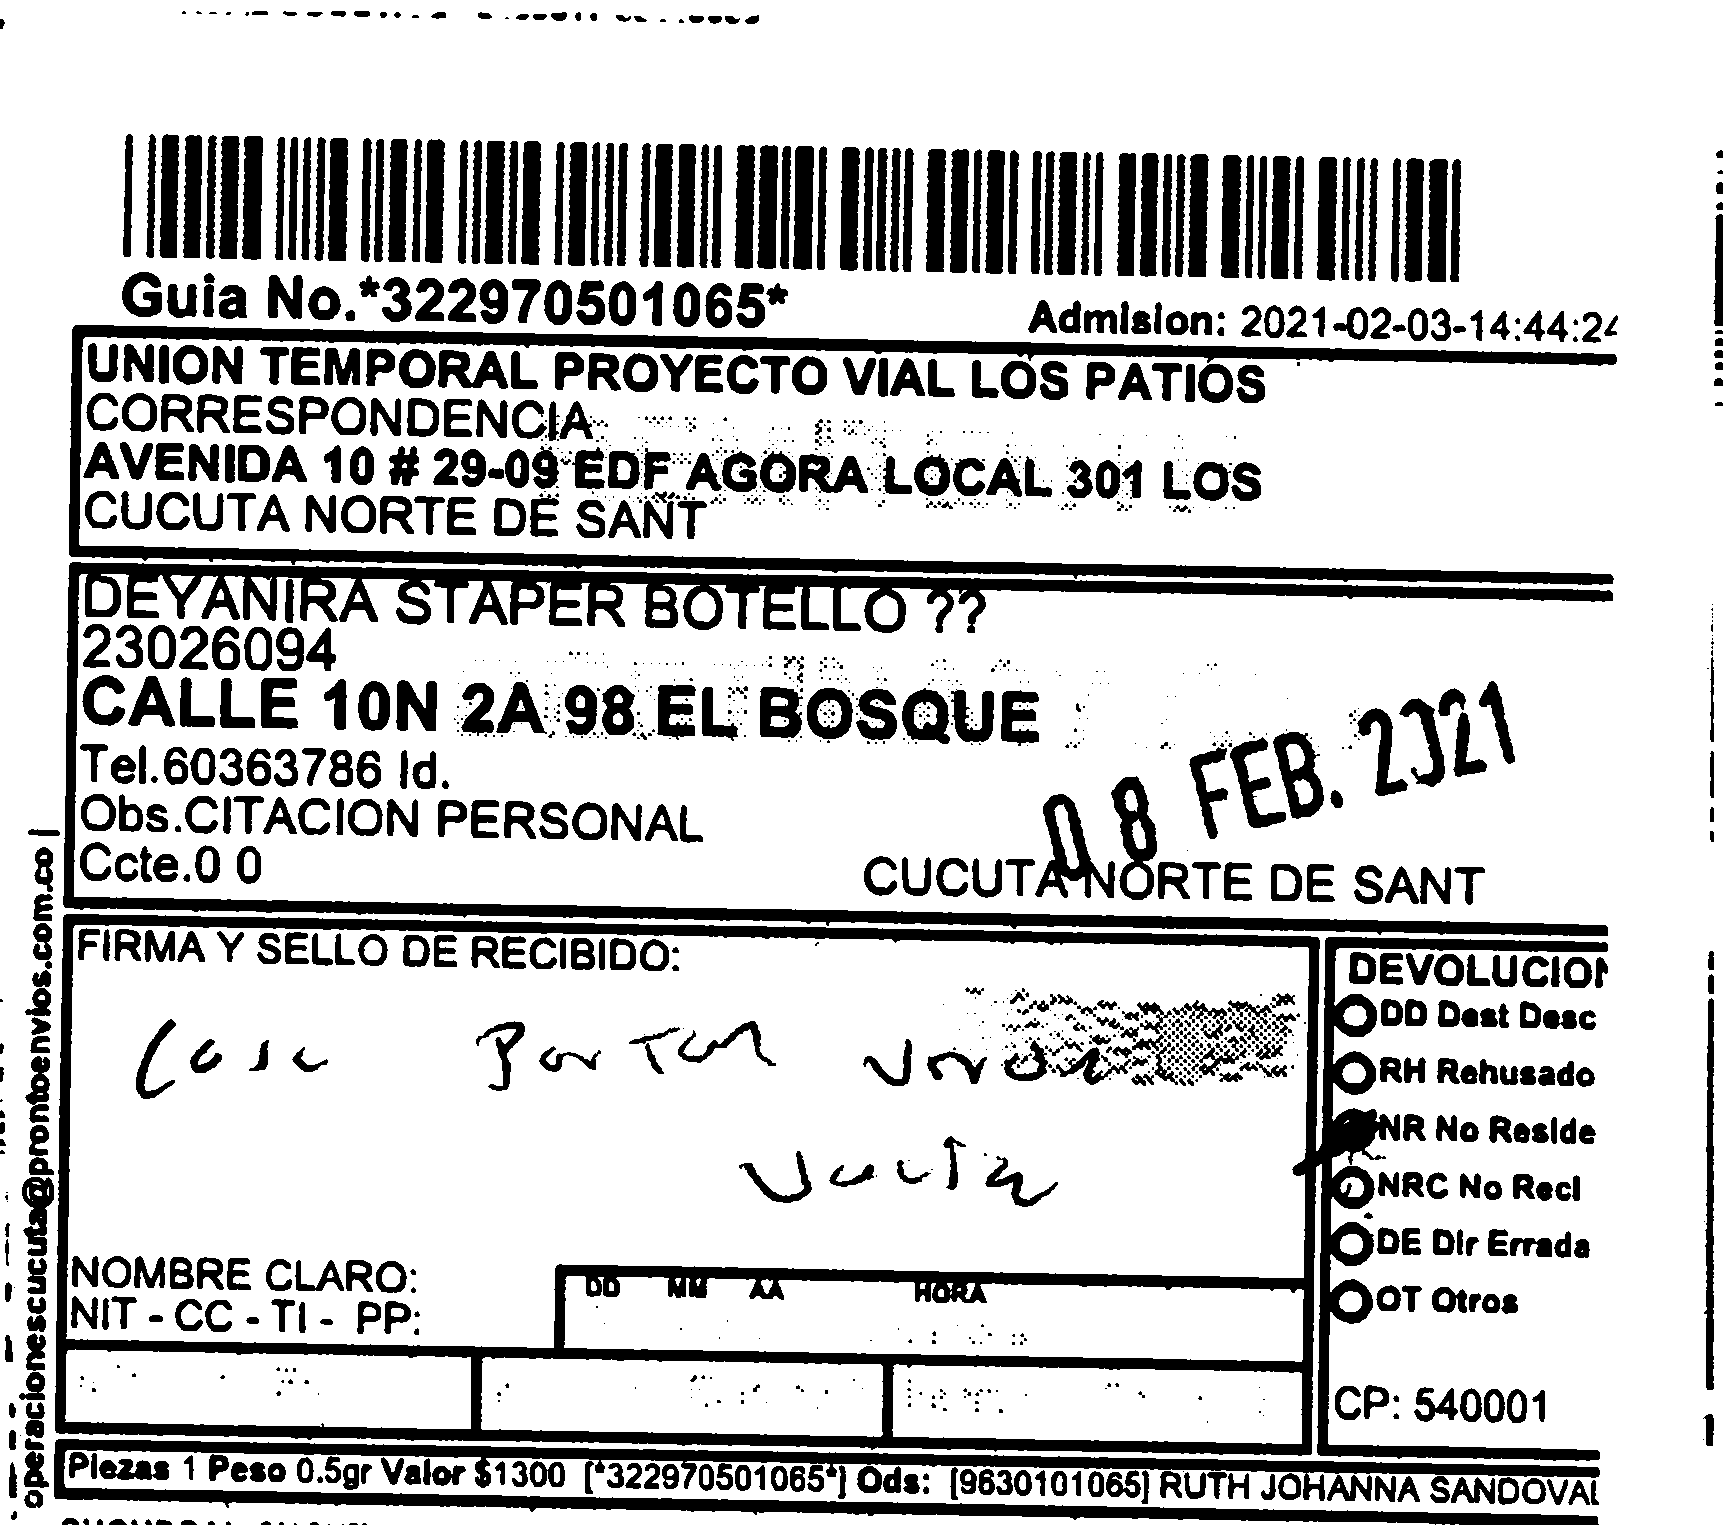 Guia No.*322970501065*
Admision: 2021-02-03-14:44:24
UNION TEMPORAL PROYECTO VIAL LOS PATIOS
CORRESPONDENCIA
AVENIDA 10 # 29-09 EDF AGORA LOCAL 301 LOS
CUCUTA NORTE DE SANT
DEYANIRA STAPER BOTELLO ??
23026094
CALLE 10N 2A 98 EL BOSQUE
Tel.60363786 Id.
Obs.CITACION PERSONAL
Ccte.0 0
08 FEB. 2021
CUCUTA NORTE DE SANT
FIRMA Y SELLO DE RECIBIDO:
Casa Porton
NOMBRE CLARO:
NIT - CC - TI - PP:
DD MM AA HORA
DEVOLUCION
DD Dest Desc
RH Rehusado
NR No Reside
NRC No Recl
DE Dir Errada
OT Otros
CP: 540001
Piezas 1 Peso 0.5gr Valor $1300 [*322970501065*] Ods: [9630101065] RUTH JOHANNA SANDOVAL
operacionescucuta@prontoenvios.com.co |